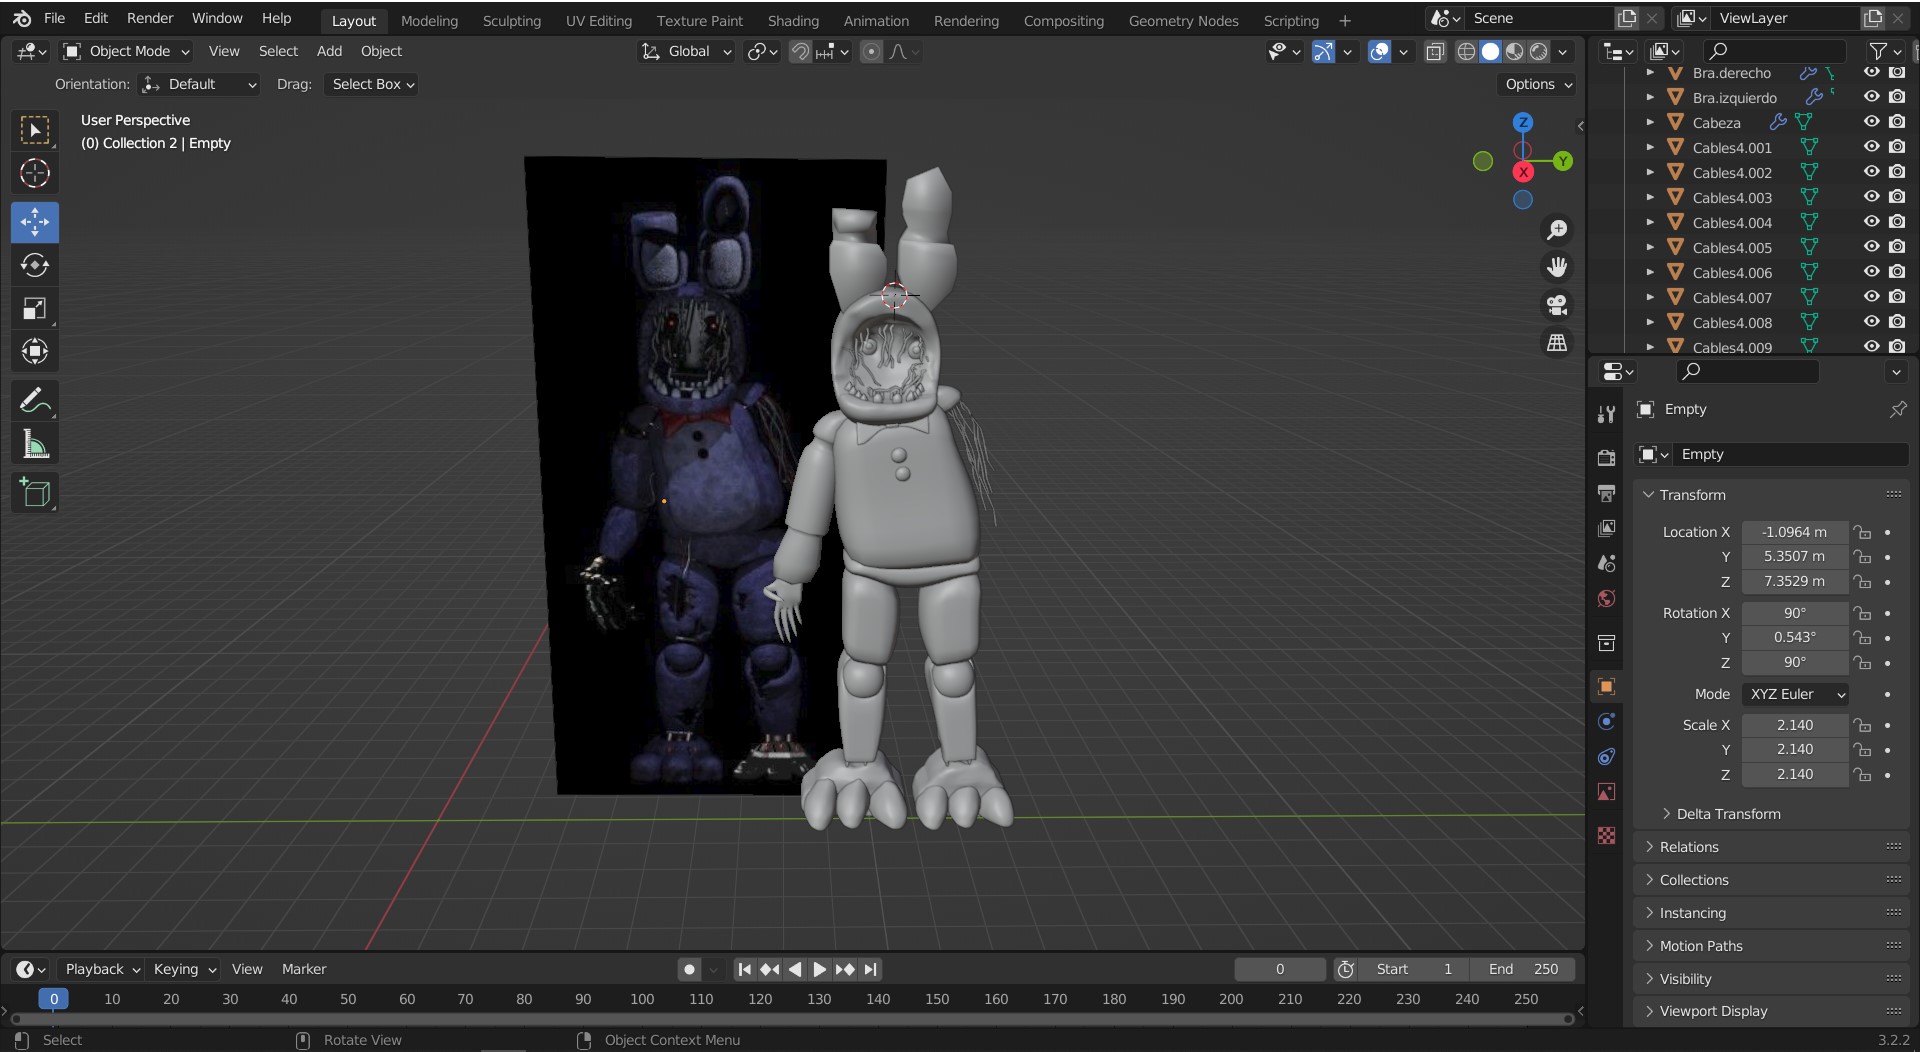 File Edit Render Window Help Layout Modeling Sculpting UV Editing Texture Paint Shading Animation Rendering Compositing Geometry Nodes Scripting + Scene ViewLayer
Object Mode View Select Add Object Global
Orientation: Default Drag: Select Box Options
User Perspective
(0) Collection 2 | Empty
Z
Y
X
Bra.derecho
Bra.izquierdo
Cabeza
Cables4.001
Cables4.002
Cables4.003
Cables4.004
Cables4.005
Cables4.006
Cables4.007
Cables4.008
Cables4.009
Empty
Empty
Transform
Location X -1.0964 m
Y 5.3507 m
Z 7.3529 m
Rotation X 90°
Y 0.543°
Z 90°
Mode XYZ Euler
Scale X 2.140
Y 2.140
Z 2.140
Delta Transform
Relations
Collections
Instancing
Motion Paths
Visibility
Viewport Display
Playback Keying View Marker 0 Start 1 End 250
0 10 20 30 40 50 60 70 80 90 100 110 120 130 140 150 160 170 180 190 200 210 220 230 240 250
Select Rotate View Object Context Menu 3.2.2